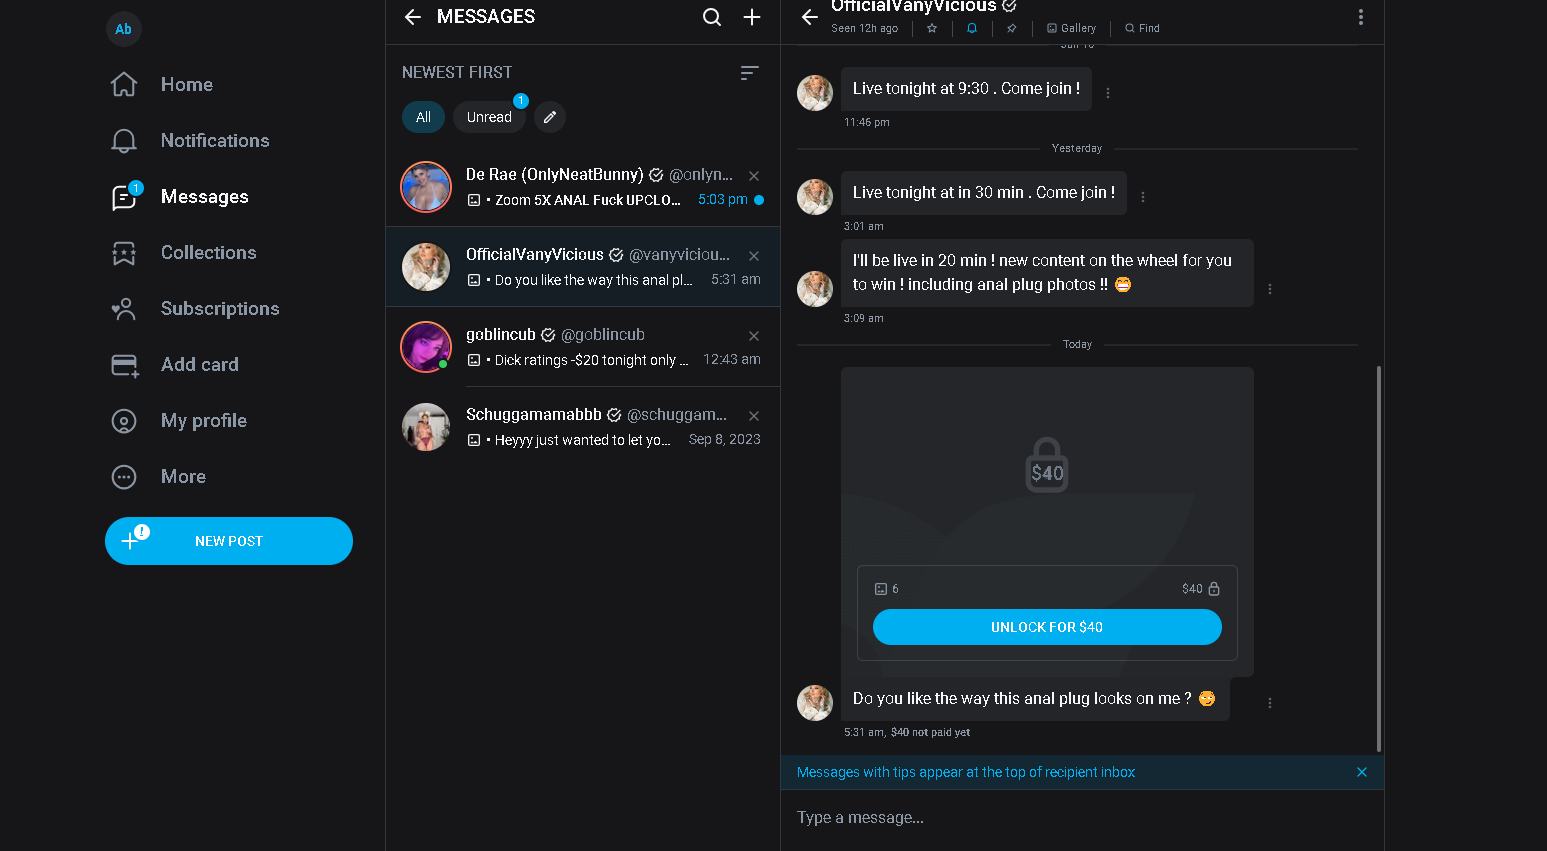 Ab
Home
Notifications
1
Messages
Collections
Subscriptions
Add card
My profile
More
!
NEW POST
MESSAGES
NEWEST FIRST
All
Unread
1
De Rae (OnlyNeatBunny) @onlyn...
• Zoom 5X ANAL Fuck UPCLO... 5:03 pm
OfficialVanyVicious @vanyviciou...
• Do you like the way this anal pl... 5:31 am
goblincub @goblincub
• Dick ratings -$20 tonight only ... 12:43 am
Schuggamamabbb @schuggam...
• Heyyy just wanted to let yo... Sep 8, 2023
OfficialVanyVicious
Seen 12h ago
Gallery
Find
Live tonight at 9:30 . Come join !
11:46 pm
Yesterday
Live tonight at in 30 min . Come join !
3:01 am
I'll be live in 20 min ! new content on the wheel for you
to win ! including anal plug photos !! 😁
3:09 am
Today
$40
6 $40
UNLOCK FOR $40
Do you like the way this anal plug looks on me ? 😏
5:31 am, $40 not paid yet
Messages with tips appear at the top of recipient inbox
Type a message...